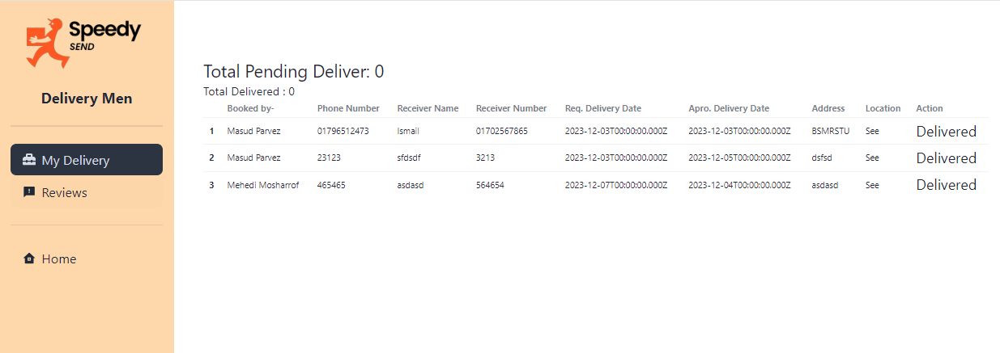 Speedy
SEND
Delivery Men
My Delivery
Reviews
Home
Total Pending Deliver: 0
Total Delivered : 0
Booked by- Phone Number Receiver Name Receiver Number Req. Delivery Date Apro. Delivery Date Address Location Action
1 Masud Parvez 01796512473 Ismail 01702567865 2023-12-03T00:00:00.000Z 2023-12-03T00:00:00.000Z BSMRSTU See Delivered
2 Masud Parvez 23123 sfdsdf 3213 2023-12-03T00:00:00.000Z 2023-12-05T00:00:00.000Z dsfsd See Delivered
3 Mehedi Mosharrof 465465 asdasd 564654 2023-12-07T00:00:00.000Z 2023-12-04T00:00:00.000Z asdasd See Delivered